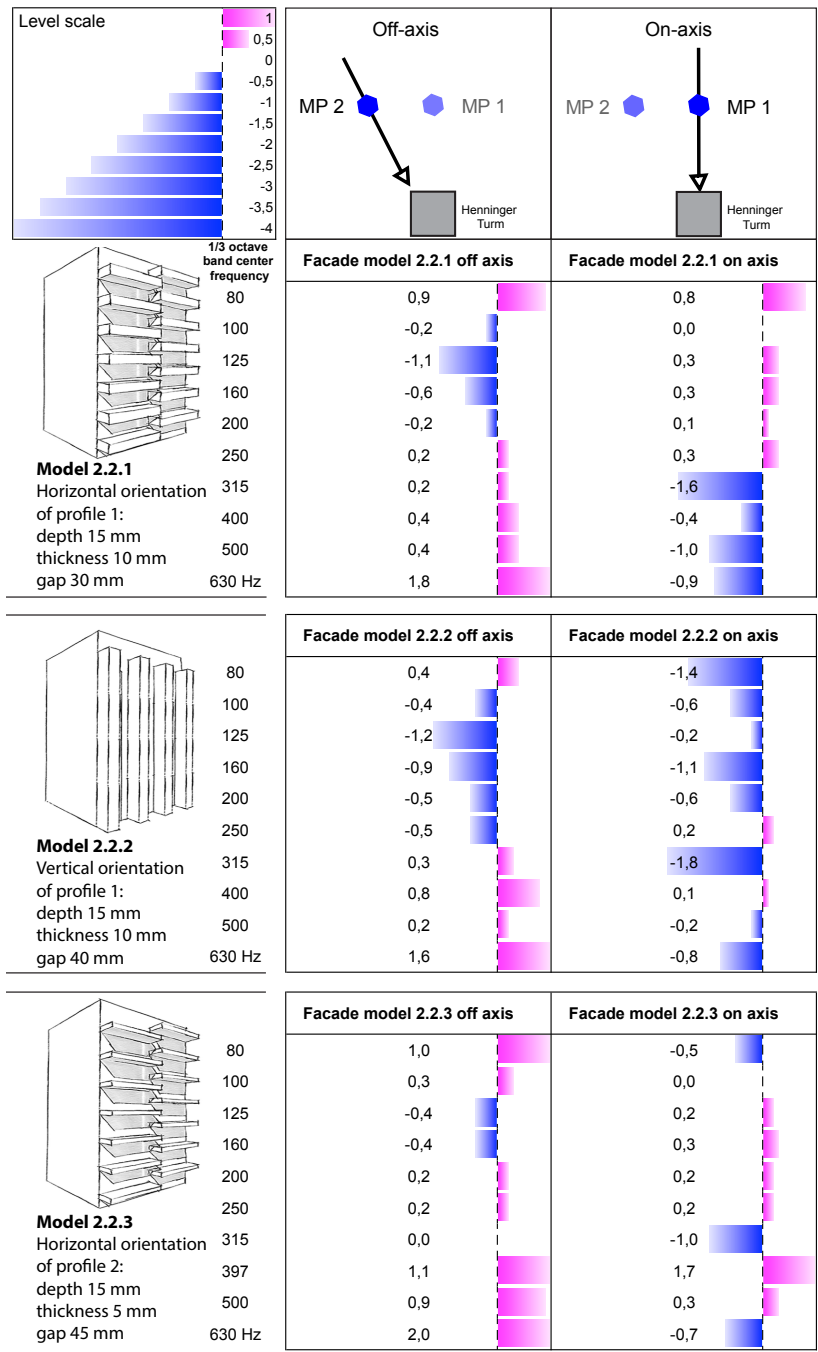 Level scale
1
0,5
0
-0,5
-1
-1,5
-2
-2,5
-3
-3,5
-4
Off-axis
MP 2
MP 1
Henninger
Turm
On-axis
MP 2
MP 1
Henninger
Turm
1/3 octave
band center
frequency
Facade model 2.2.1 off axis
Facade model 2.2.1 on axis
80 0,9 0,8
100 -0,2 0,0
125 -1,1 0,3
160 -0,6 0,3
200 -0,2 0,1
250 0,2 0,3
315 0,2 -1,6
400 0,4 -0,4
500 0,4 -1,0
630 Hz 1,8 -0,9
Model 2.2.1
Horizontal orientation
of profile 1:
depth 15 mm
thickness 10 mm
gap 30 mm
Facade model 2.2.2 off axis
Facade model 2.2.2 on axis
80 0,4 -1,4
100 -0,4 -0,6
125 -1,2 -0,2
160 -0,9 -1,1
200 -0,5 -0,6
250 -0,5 0,2
315 0,3 -1,8
400 0,8 0,1
500 0,2 -0,2
630 Hz 1,6 -0,8
Model 2.2.2
Vertical orientation
of profile 1:
depth 15 mm
thickness 10 mm
gap 40 mm
Facade model 2.2.3 off axis
Facade model 2.2.3 on axis
80 1,0 -0,5
100 0,3 0,0
125 -0,4 0,2
160 -0,4 0,3
200 0,2 0,2
250 0,2 0,2
315 0,0 -1,0
397 1,1 1,7
500 0,9 0,3
630 Hz 2,0 -0,7
Model 2.2.3
Horizontal orientation
of profile 2:
depth 15 mm
thickness 5 mm
gap 45 mm